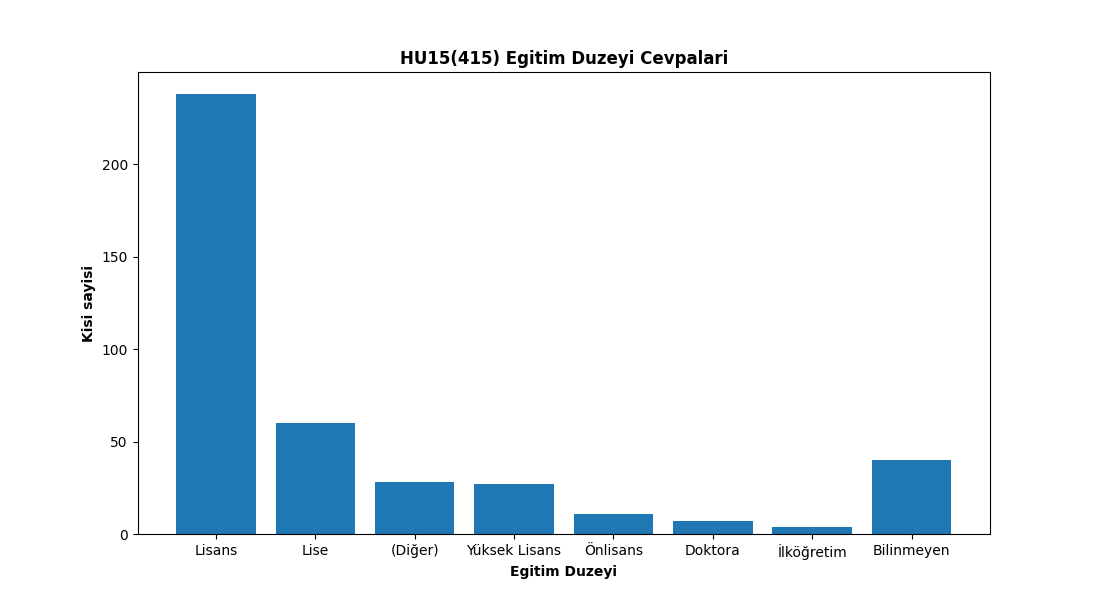 HU15(415) Egitim Duzeyi Cevpalari
Kisi sayisi
200
150
100
50
0
Lisans Lise (Diğer) Yüksek Lisans Önlisans Doktora İlköğretim Bilinmeyen
Egitim Duzeyi